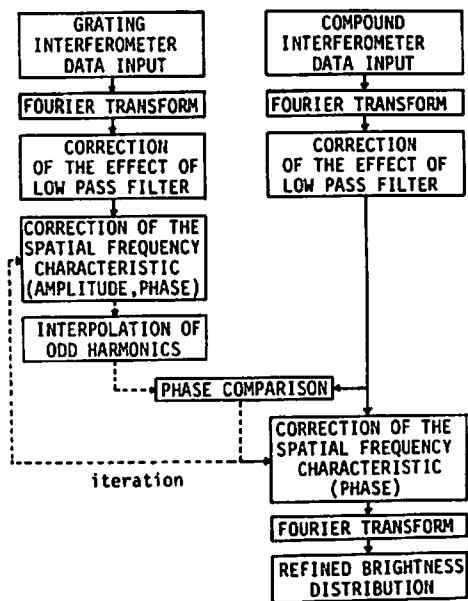 GRATING
INTERFEROMETER
DATA INPUT
FOURIER TRANSFORM
CORRECTION
OF THE EFFECT OF
LOW PASS FILTER
CORRECTION OF THE
SPATIAL FREQUENCY
CHARACTERISTIC
(AMPLITUDE,PHASE)
INTERPOLATION OF
ODD HARMONICS
COMPOUND
INTERFEROMETER
DATA INPUT
FOURIER TRANSFORM
CORRECTION
OF THE EFFECT OF
LOW PASS FILTER
PHASE COMPARISON
iteration
CORRECTION OF THE
SPATIAL FREQUENCY
CHARACTERISTIC
(PHASE)
FOURIER TRANSFORM
REFINED BRIGHTNESS
DISTRIBUTION